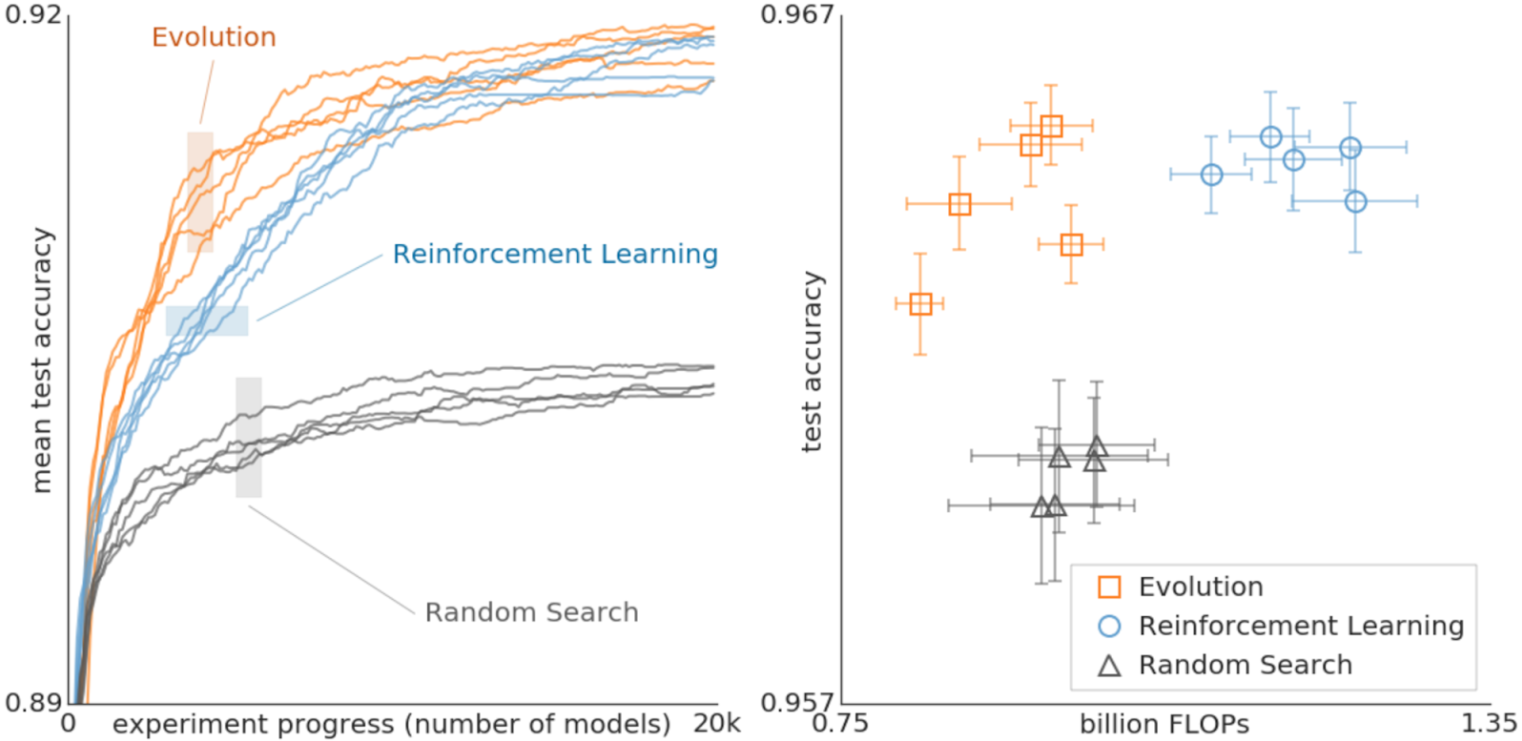 0.92
Evolution
Reinforcement Learning
Random Search
mean test accuracy
0.89
0
experiment progress (number of models)
20k
0.967
test accuracy
Evolution
Reinforcement Learning
Random Search
0.957
0.75
billion FLOPs
1.35